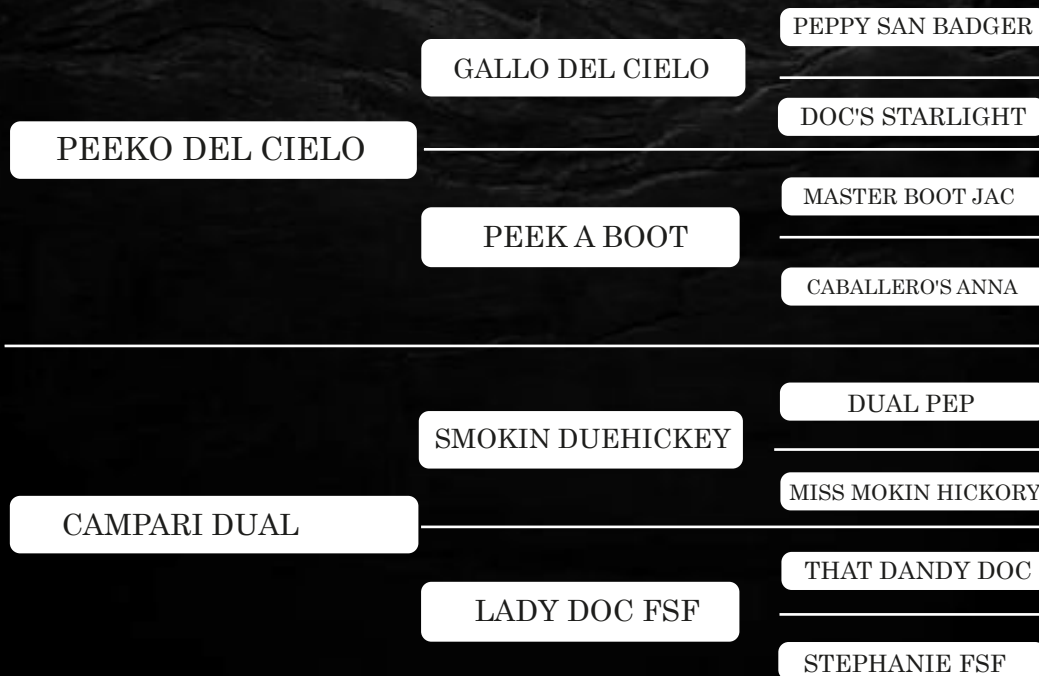 PEPPY SAN BADGER
GALLO DEL CIELO
DOC'S STARLIGHT
PEEKO DEL CIELO
MASTER BOOT JAC
PEEK A BOOT
CABALLERO'S ANNA
DUAL PEP
SMOKIN DUEHICKEY
MISS MOKIN HICKORY
CAMPARI DUAL
THAT DANDY DOC
LADY DOC FSF
STEPHANIE FSF